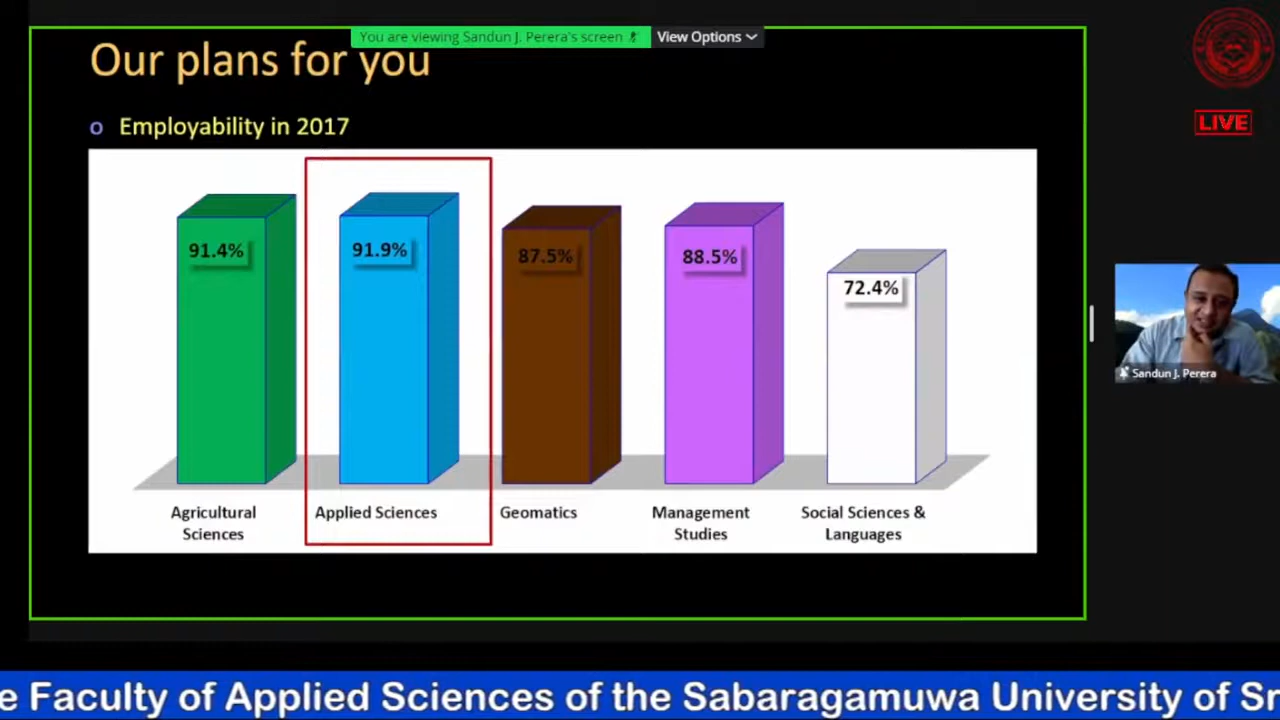 You are viewing Sandun J. Perera's screen
View Options
Our plans for you
Employability in 2017
LIVE
91.4%
91.9%
87.5%
88.5%
72.4%
Agricultural
Sciences
Applied Sciences
Geomatics
Management
Studies
Social Sciences &
Languages
Sandun J. Perera
e Faculty of Applied Sciences of the Sabaragamuwa University of Sr